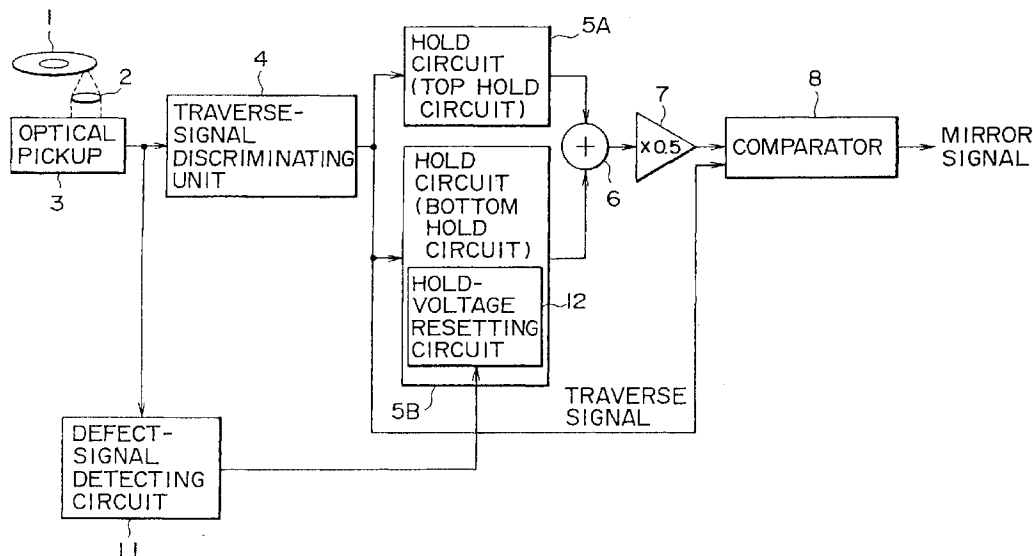 1
2
OPTICAL
PICKUP
3
4
TRAVERSE-
SIGNAL
DISCRIMINATING
UNIT
5A
HOLD
CIRCUIT
(TOP HOLD
CIRCUIT)
HOLD
CIRCUIT
(BOTTOM
HOLD
CIRCUIT)
HOLD-
VOLTAGE
RESETTING
CIRCUIT
12
5B
+
6
7
×0.5
8
COMPARATOR
MIRROR
SIGNAL
TRAVERSE
SIGNAL
DEFECT-
SIGNAL
DETECTING
CIRCUIT
11